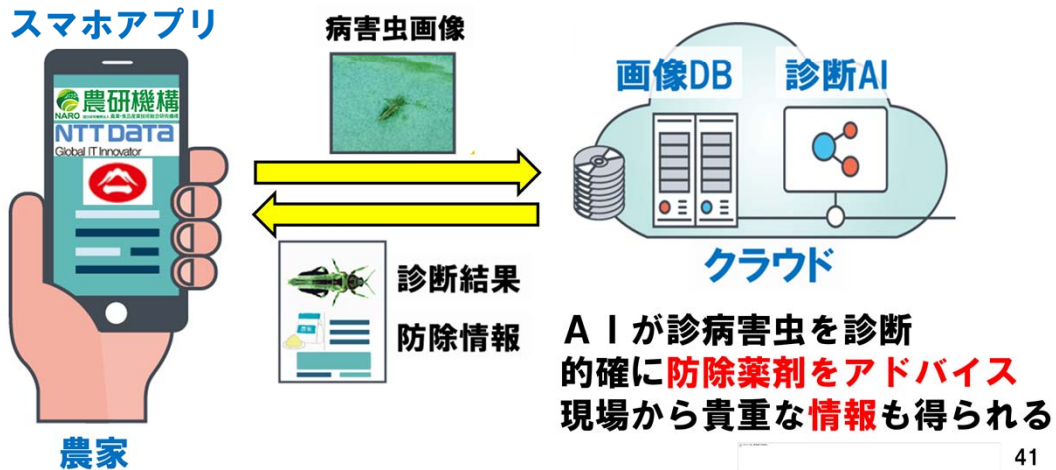 スマホアプリ
病害虫画像
画像DB
診断AI
農研機構
NARO
NTT DATA
Global IT Innovator
クラウド
診断結果
防除情報
AIが診病害虫を診断
的確に防除薬剤をアドバイス
現場から貴重な情報も得られる
農家
41